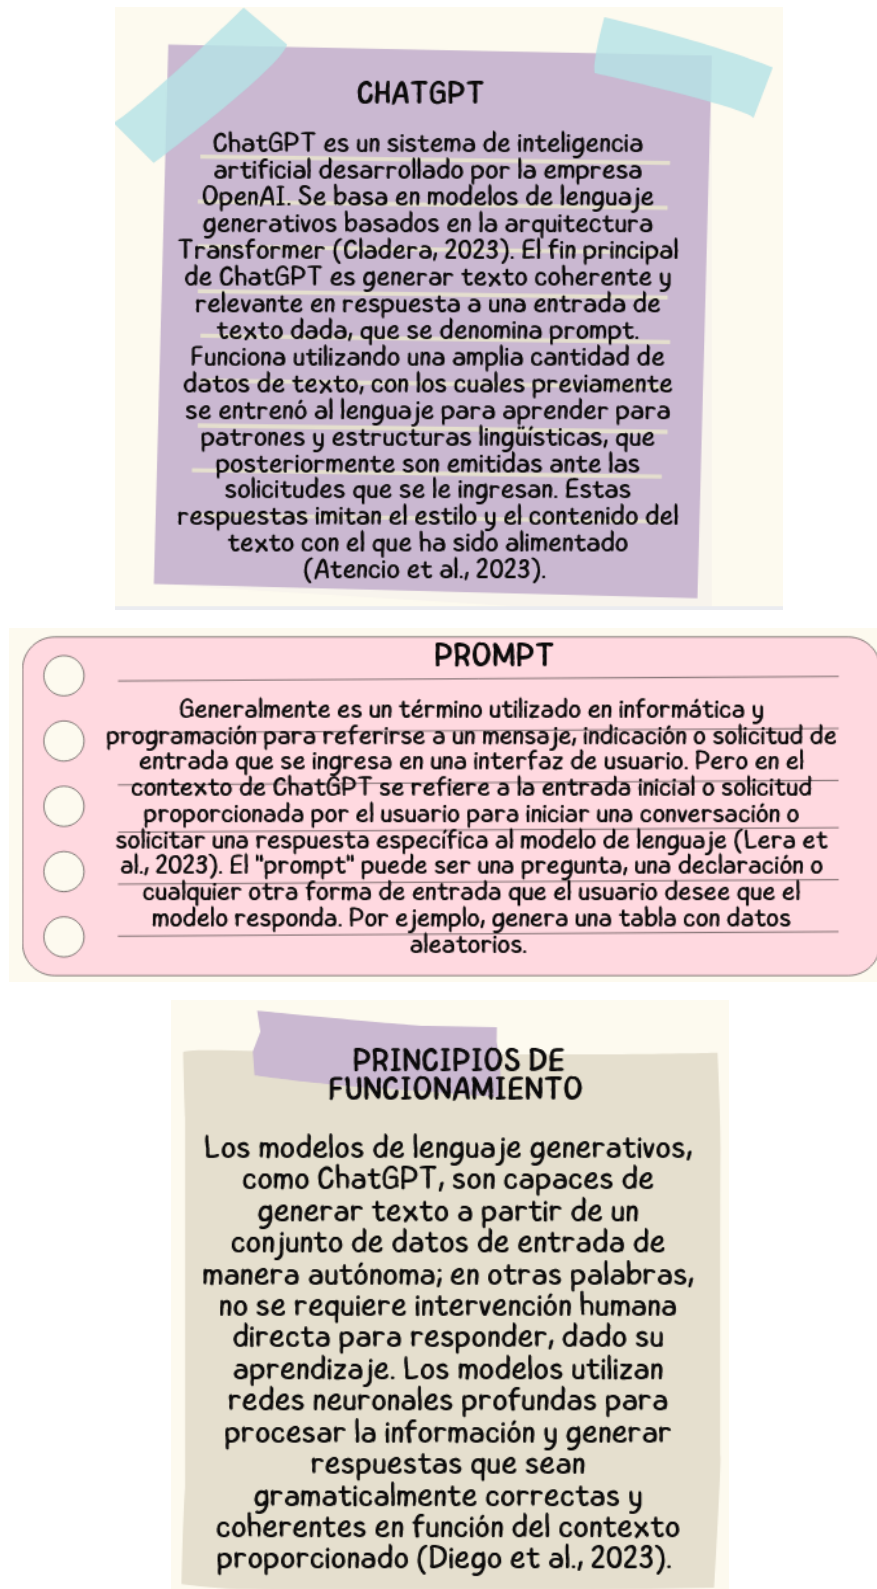 CHATGPT
ChatGPT es un sistema de inteligencia
artificial desarrollado por la empresa
OpenAI. Se basa en modelos de lenguaje
generativos basados en la arquitectura
Transformer (Cladera, 2023). El fin principal
de ChatGPT es generar texto coherente y
relevante en respuesta a una entrada de
texto dada, que se denomina prompt.
Funciona utilizando una amplia cantidad de
datos de texto, con los cuales previamente
se entrenó al lenguaje para aprender para
patrones y estructuras lingüísticas, que
posteriormente son emitidas ante las
solicitudes que se le ingresan. Estas
respuestas imitan el estilo y el contenido del
texto con el que ha sido alimentado
(Atencio et al., 2023).
PROMPT
Generalmente es un término utilizado en informática y
programación para referirse a un mensaje, indicación o solicitud de
entrada que se ingresa en una interfaz de usuario. Pero en el
contexto de ChatGPT se refiere a la entrada inicial o solicitud
proporcionada por el usuario para iniciar una conversación o
solicitar una respuesta específica al modelo de lenguaje (Lera et
al., 2023). El "prompt" puede ser una pregunta, una declaración o
cualquier otra forma de entrada que el usuario desee que el
modelo responda. Por ejemplo, genera una tabla con datos
aleatorios.
PRINCIPIOS DE
FUNCIONAMIENTO
Los modelos de lenguaje generativos,
como ChatGPT, son capaces de
generar texto a partir de un
conjunto de datos de entrada de
manera autónoma; en otras palabras,
no se requiere intervención humana
directa para responder, dado su
aprendizaje. Los modelos utilizan
redes neuronales profundas para
procesar la información y generar
respuestas que sean
gramaticalmente correctas y
coherentes en función del contexto
proporcionado (Diego et al., 2023).